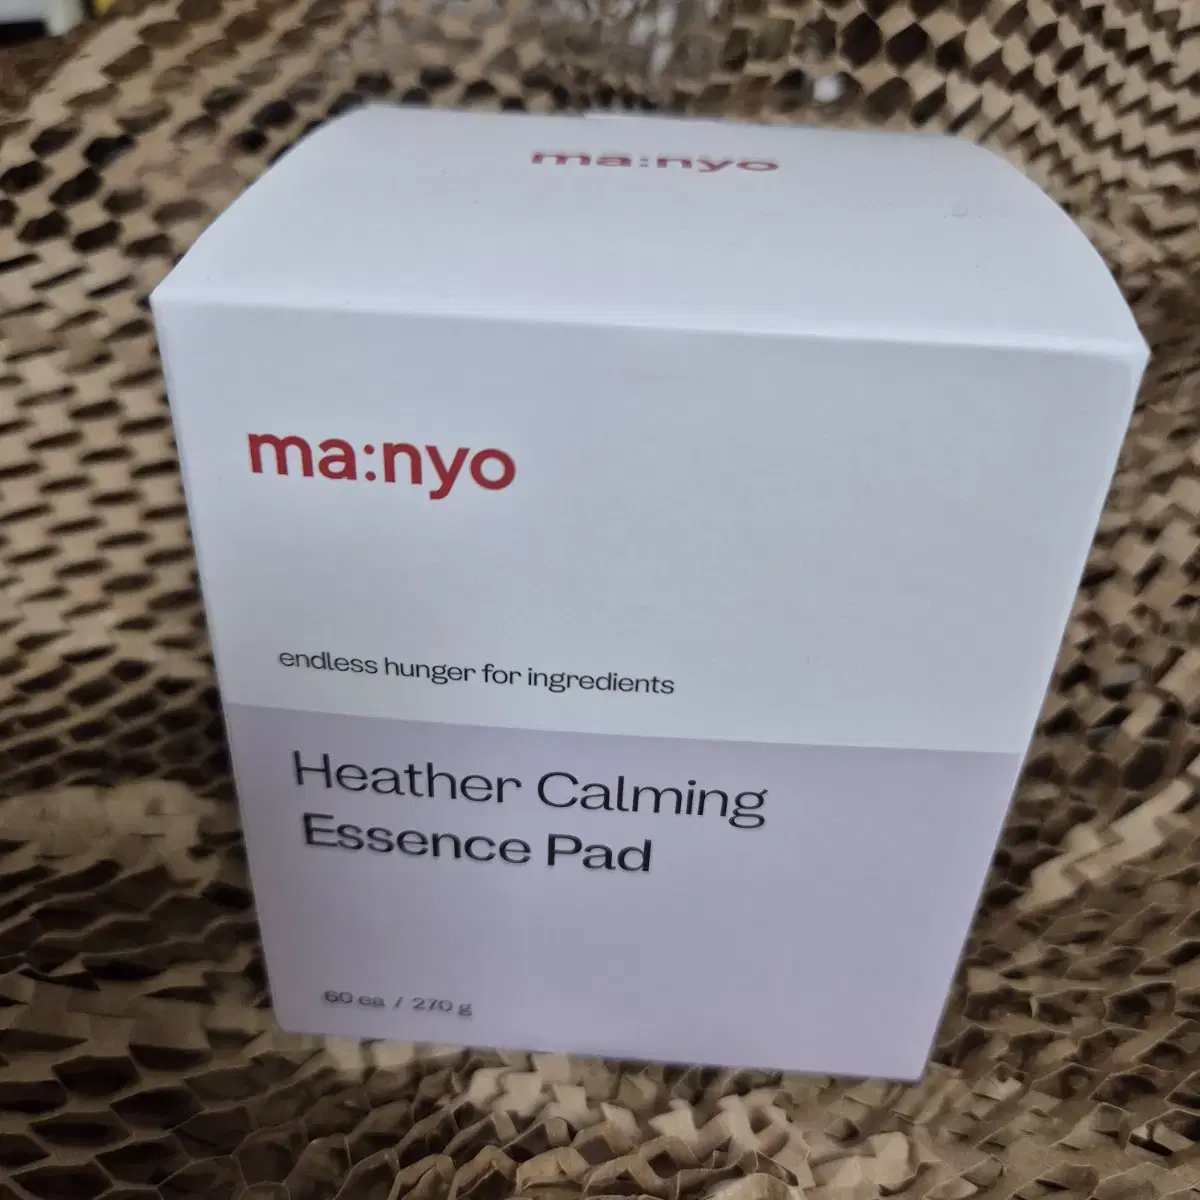 ma:nyo
ma:nyo
endless hunger for ingredients
Heather Calming
Essence Pad
60 ea / 270 g